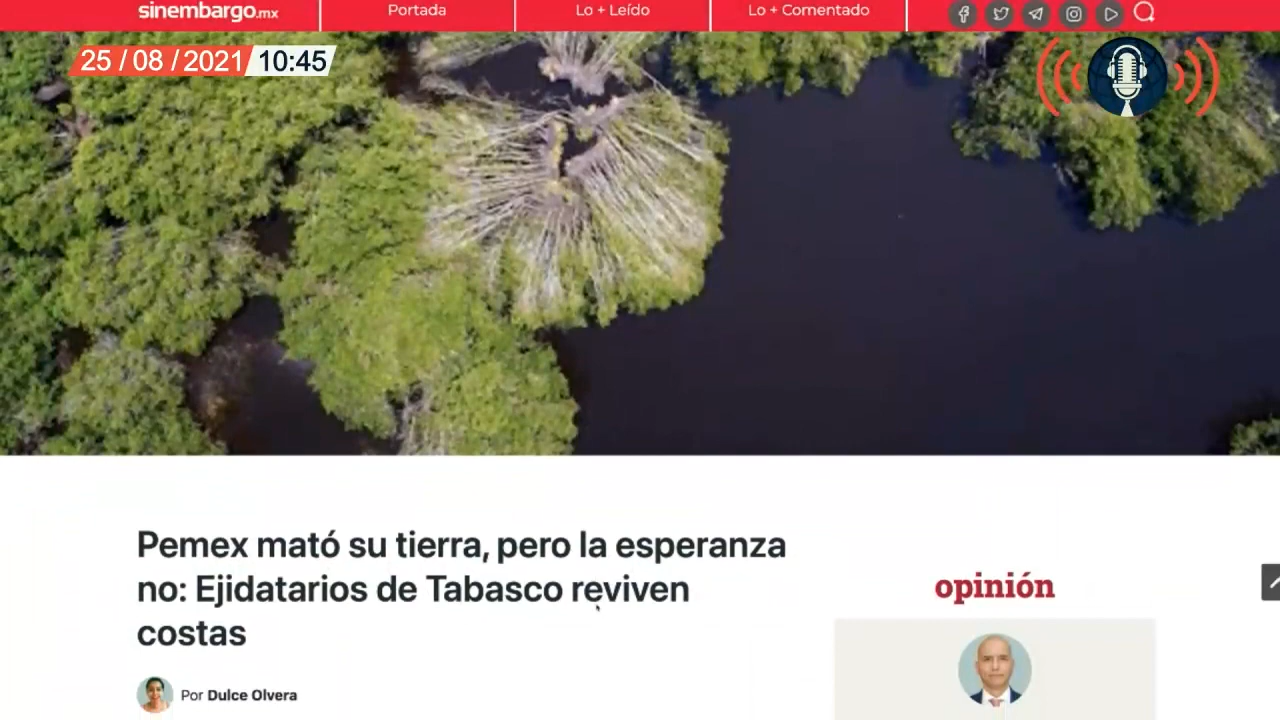 sinembargo.mx
Portada
Lo + Leído
Lo + Comentado
25 / 08 / 2021 10:45
Pemex mató su tierra, pero la esperanza
no: Ejidatarios de Tabasco reviven
costas
opinión
Por Dulce Olvera